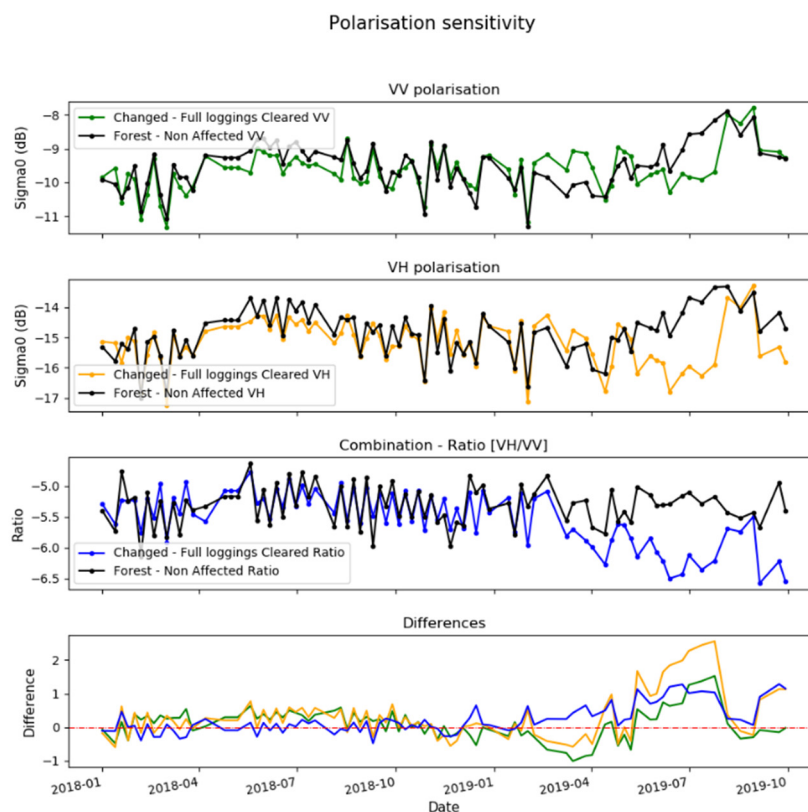 Polarisation sensitivity
VV polarisation
−8
−9
−10
−11
Sigma0 (dB)
Changed - Full loggings Cleared VV
Forest - Non Affected VV
VH polarisation
−14
−15
−16
−17
Sigma0 (dB)
Changed - Full loggings Cleared VH
Forest - Non Affected VH
Combination - Ratio [VH/VV]
−5.0
−5.5
−6.0
−6.5
Ratio
Changed - Full loggings Cleared Ratio
Forest - Non Affected Ratio
Differences
2
1
0
−1
Difference
2018-01 2018-04 2018-07 2018-10 2019-01 2019-04 2019-07 2019-10
Date